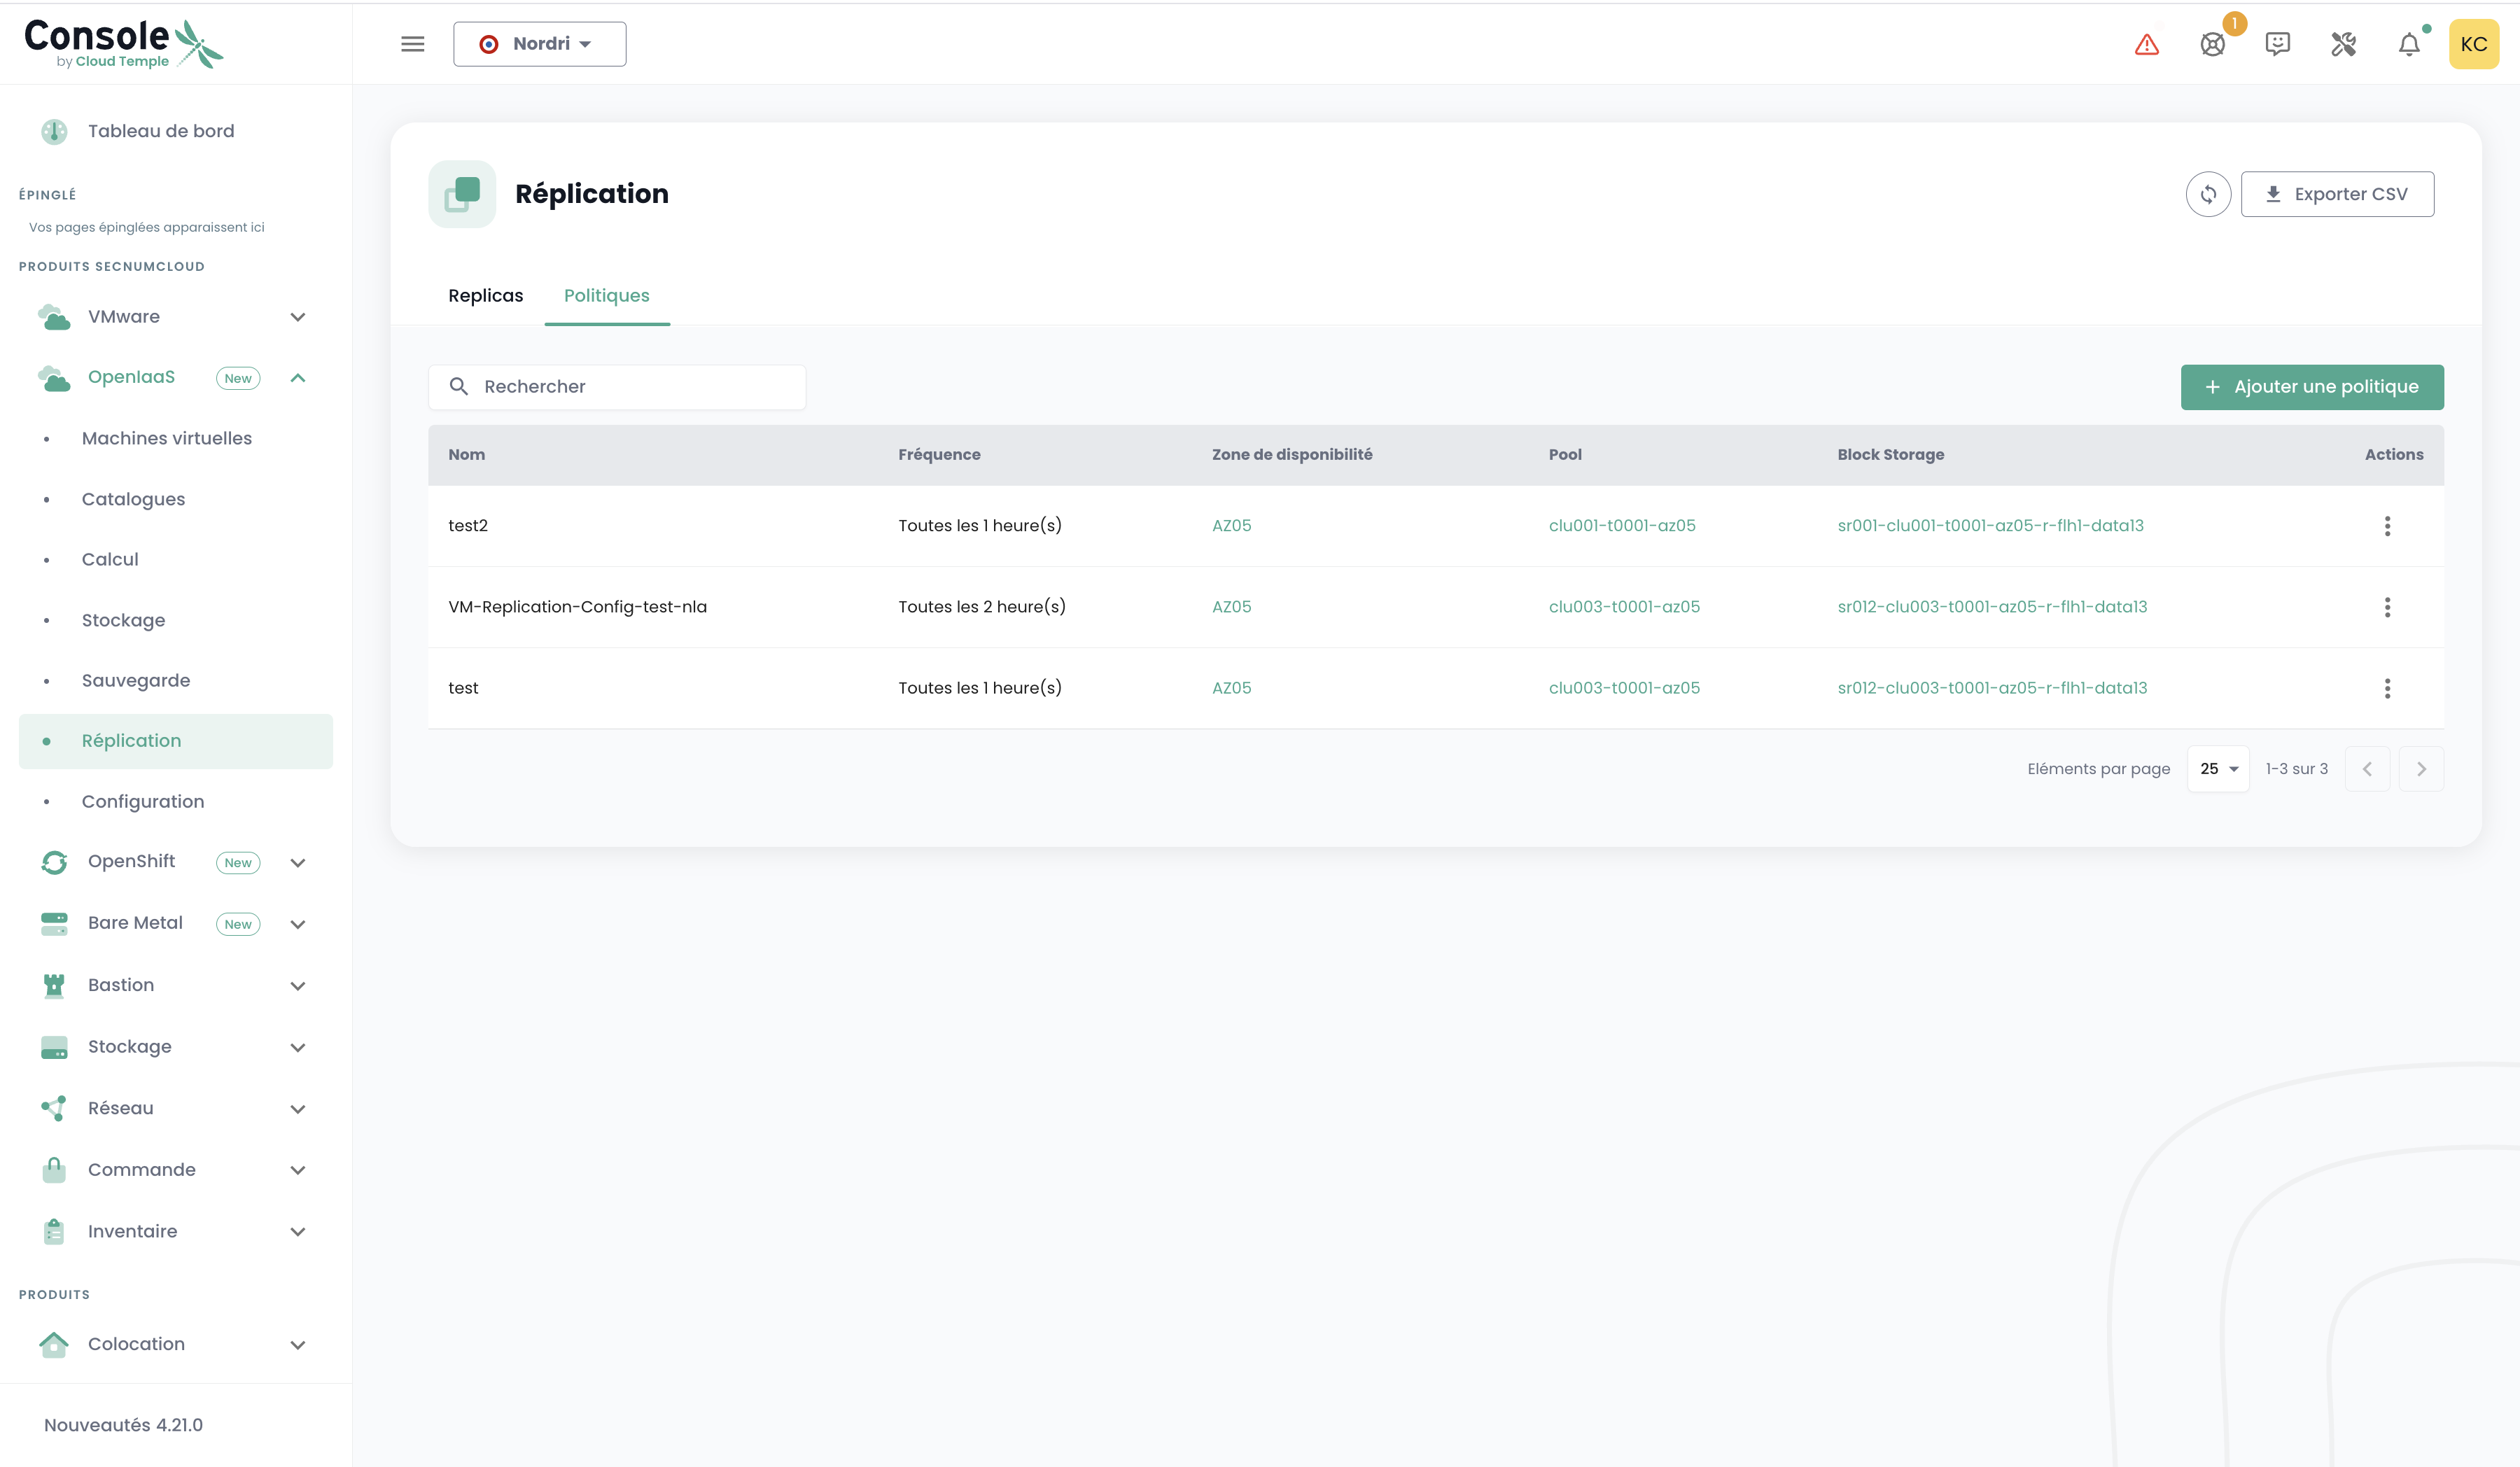 Console
by Cloud Temple
Nordri
1
KC
Tableau de bord
ÉPINGLÉ
Vos pages épinglées apparaissent ici
PRODUITS SECNUMCLOUD
VMware
OpenIaaS New
Machines virtuelles
Catalogues
Calcul
Stockage
Sauvegarde
Réplication
Configuration
OpenShift New
Bare Metal New
Bastion
Stockage
Réseau
Commande
Inventaire
PRODUITS
Colocation
Nouveautés 4.21.0
Réplication
Exporter CSV
Replicas Politiques
Rechercher
+ Ajouter une politique
Nom Fréquence Zone de disponibilité Pool Block Storage Actions
test2 Toutes les 1 heure(s) AZ05 clu001-t0001-az05 sr001-clu001-t0001-az05-r-flh1-data13
VM-Replication-Config-test-nla Toutes les 2 heure(s) AZ05 clu003-t0001-az05 sr012-clu003-t0001-az05-r-flh1-data13
test Toutes les 1 heure(s) AZ05 clu003-t0001-az05 sr012-clu003-t0001-az05-r-flh1-data13
Eléments par page 25 1-3 sur 3